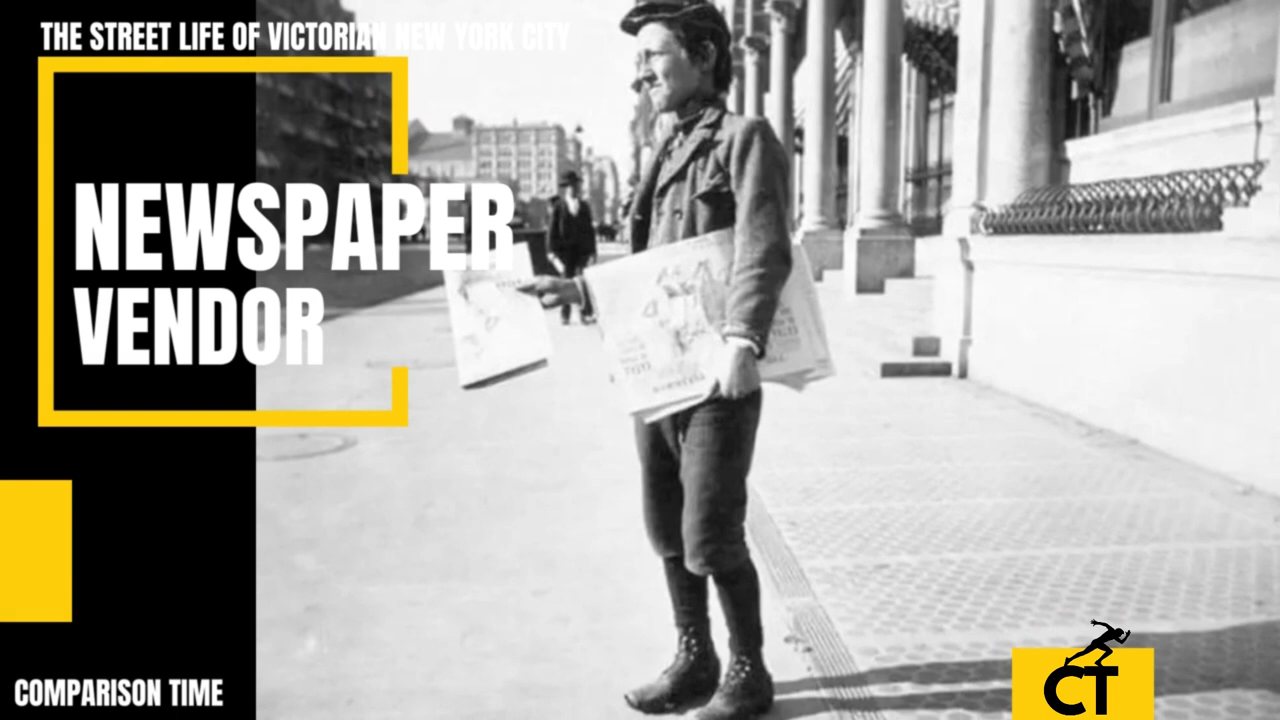 THE STREET LIFE OF VICTORIAN NEW YORK CITY
NEWSPAPER
VENDOR
COMPARISON TIME
CT